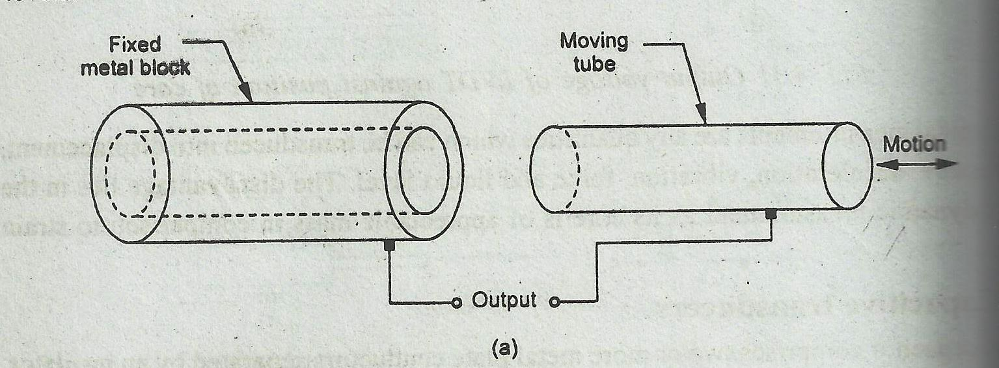 Fixed
metal block
Moving
tube
Motion
Output
(a)